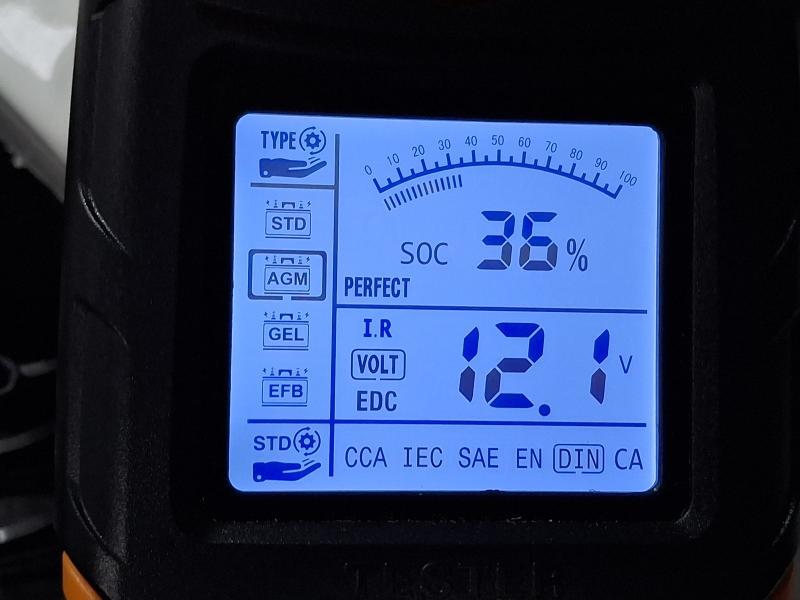 TYPE
STD
AGM
GEL
EFB
STD
0 10 20 30 40 50 60 70 80 90 100
SOC 36%
PERFECT
I.R
VOLT
EDC
12.1 V
CCA IEC SAE EN DIN CA
TESTER